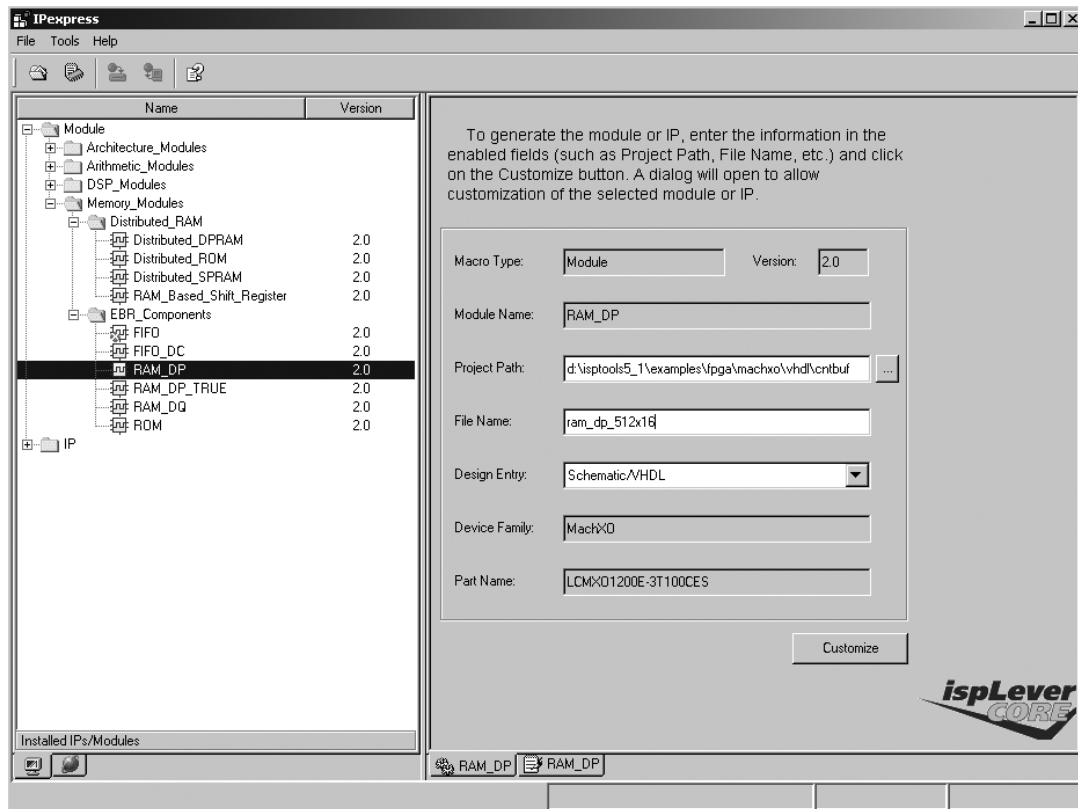 IPexpress
File Tools Help
Name Version
Module
Architecture_Modules
Arithmetic_Modules
DSP_Modules
Memory_Modules
Distributed_RAM
Distributed_DPRAM 2.0
Distributed_ROM 2.0
Distributed_SPRAM 2.0
RAM_Based_Shift_Register 2.0
EBR_Components
FIFO 2.0
FIFO_DC 2.0
RAM_DP 2.0
RAM_DP_TRUE 2.0
RAM_DQ 2.0
ROM 2.0
IP
Installed IPs/Modules
To generate the module or IP, enter the information in the
enabled fields (such as Project Path, File Name, etc.) and click
on the Customize button. A dialog will open to allow
customization of the selected module or IP.
Macro Type: Module Version: 2.0
Module Name: RAM_DP
Project Path: d:\isptools5_1\examples\fpga\machxo\vhdl\cntbuf ...
File Name: ram_dp_512x16
Design Entry: Schematic/VHDL
Device Family: MachXO
Part Name: LCMXO1200E-3T100CES
Customize
ispLever
CORE
RAM_DP RAM_DP